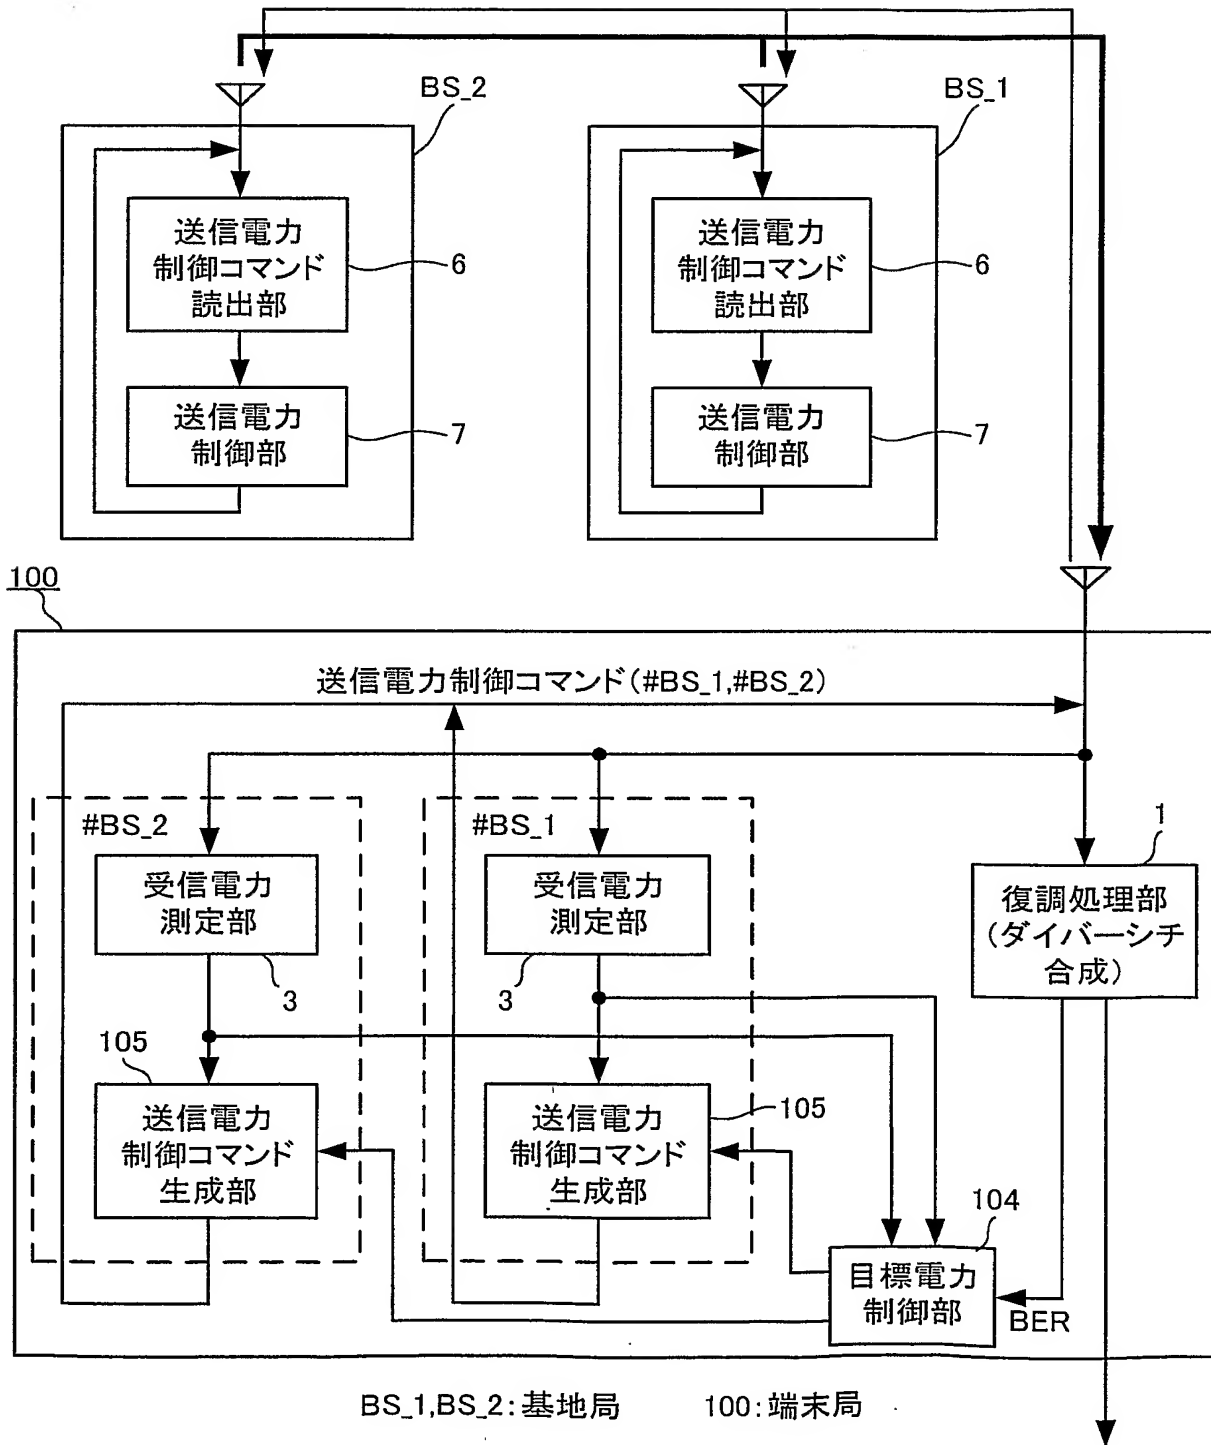 BS_2
BS_1
送信電力
制御コマンド
読出部
6
送信電力
制御コマンド
読出部
6
送信電力
制御部
7
送信電力
制御部
7
100
送信電力制御コマンド(#BS_1,#BS_2)
#BS_2
#BS_1
1
受信電力
測定部
3
受信電力
測定部
3
復調処理部
(ダイバーシチ
合成)
105
送信電力
制御コマンド
生成部
送信電力
制御コマンド
生成部
105
104
目標電力
制御部
BER
BS_1,BS_2:基地局
100:端末局